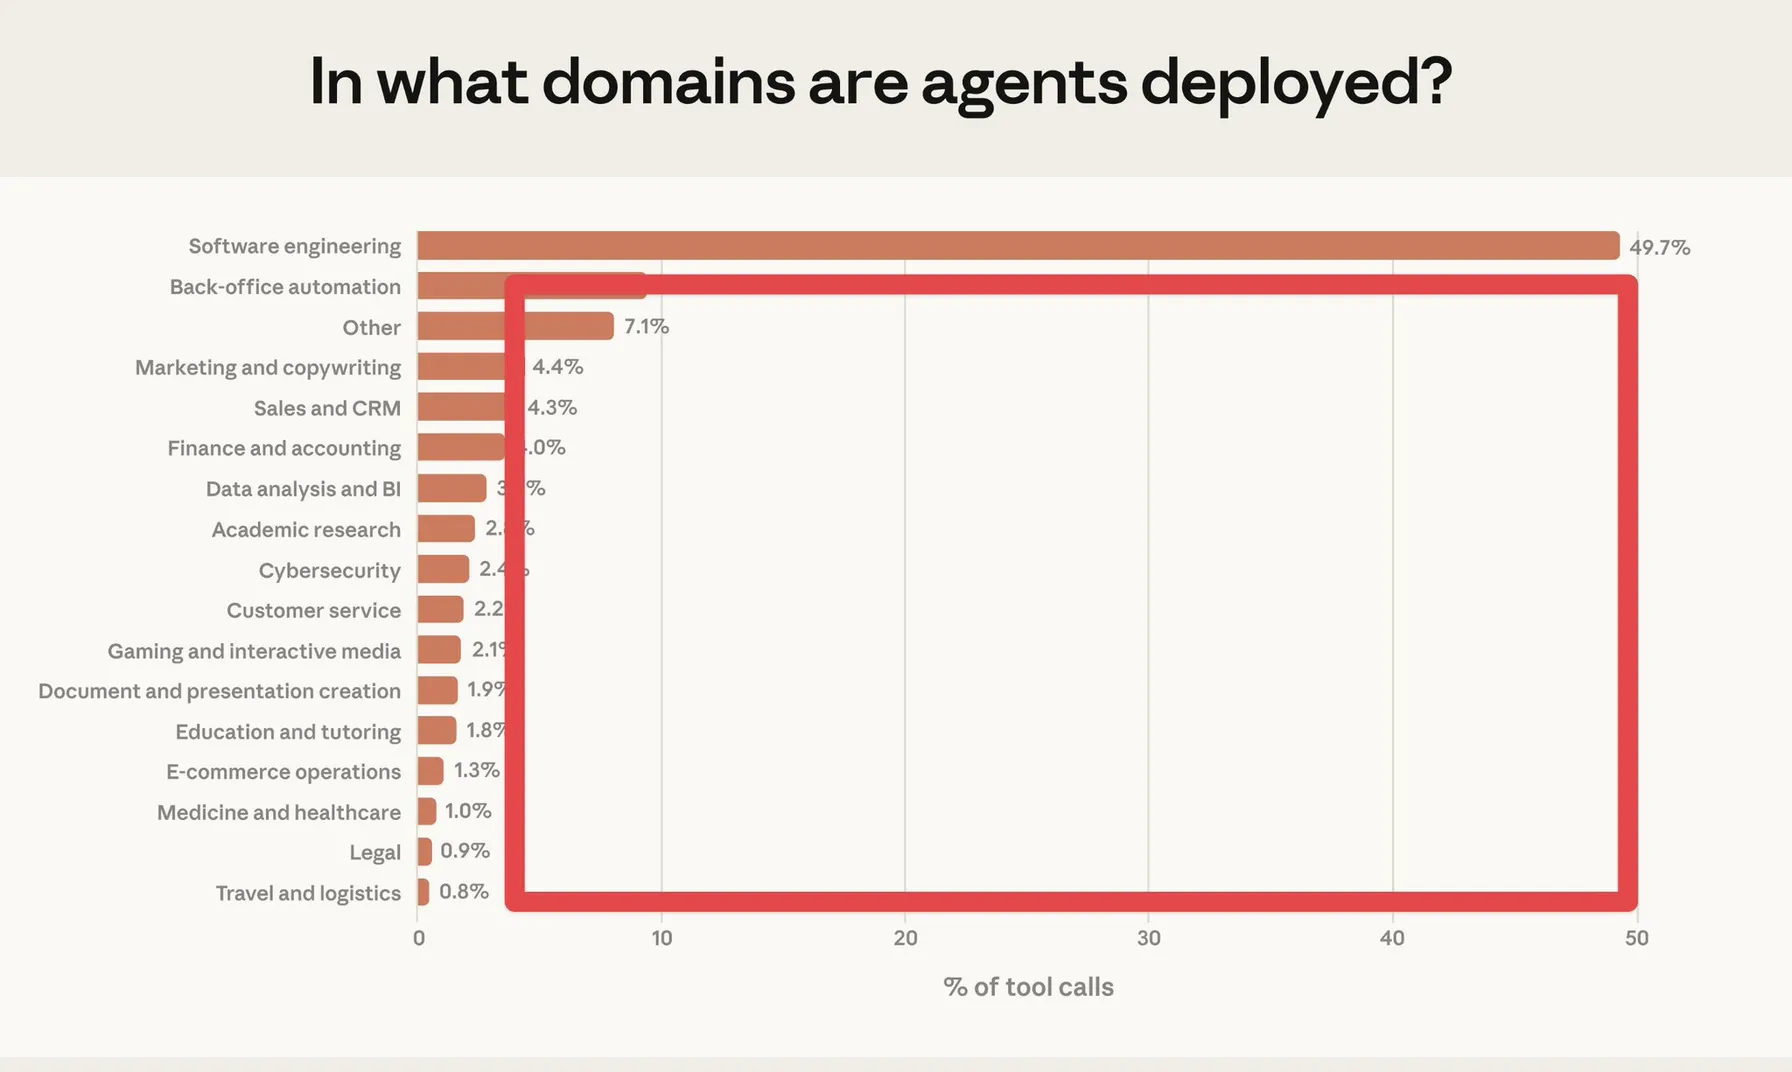 In what domains are agents deployed?
Software engineering 49.7%
Back-office automation
Other 7.1%
Marketing and copywriting 4.4%
Sales and CRM 4.3%
Finance and accounting
Data analysis and BI
Academic research
Cybersecurity
Customer service
Gaming and interactive media 2.1%
Document and presentation creation 1.9%
Education and tutoring 1.8%
E-commerce operations 1.3%
Medicine and healthcare 1.0%
Legal 0.9%
Travel and logistics 0.8%
0 10 20 30 40 50
% of tool calls